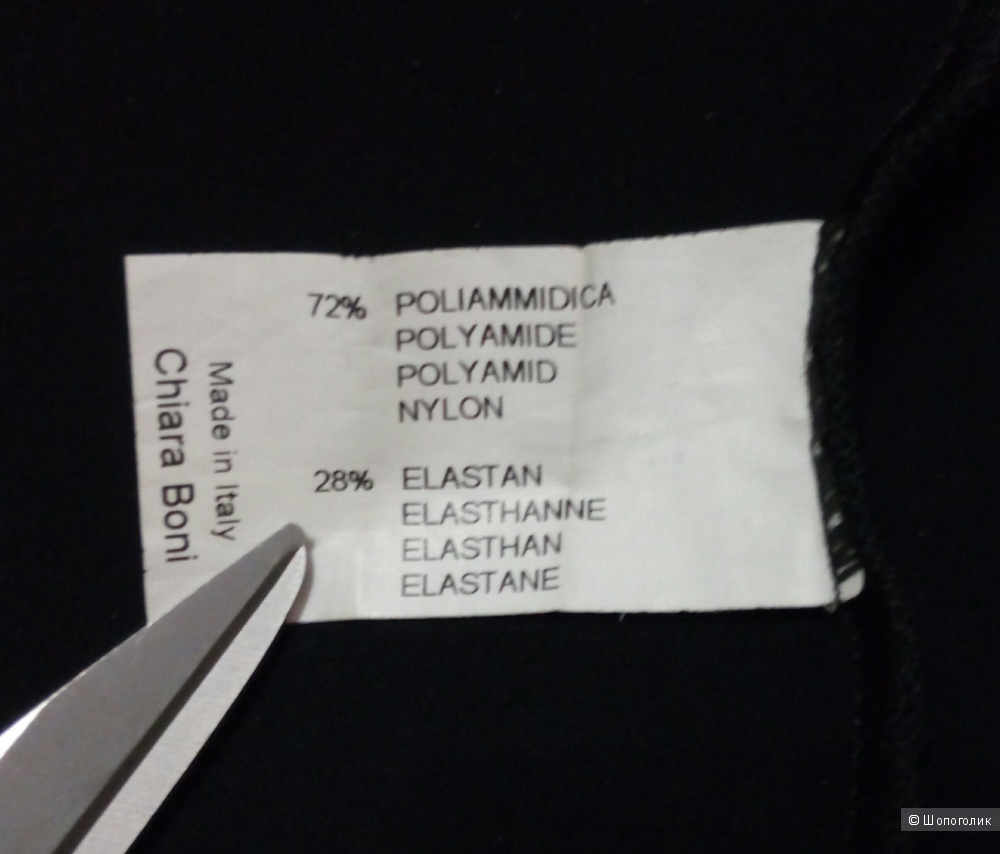 72% POLIAMMIDICA
POLYAMIDE
POLYAMID
NYLON
28% ELASTAN
ELASTHANNE
ELASTHAN
ELASTANE
Made in Italy
Chiara Boni
© Шопоголик